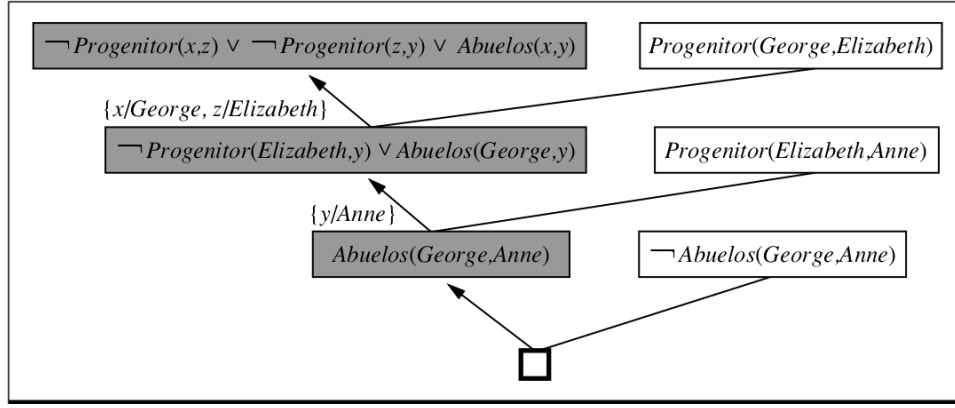 ¬ Progenitor(x,z) ∨ ¬ Progenitor(z,y) ∨ Abuelos(x,y)
Progenitor(George,Elizabeth)
{x/George, z/Elizabeth}
¬ Progenitor(Elizabeth,y) ∨ Abuelos(George,y)
Progenitor(Elizabeth,Anne)
{y/Anne}
Abuelos(George,Anne)
¬ Abuelos(George,Anne)